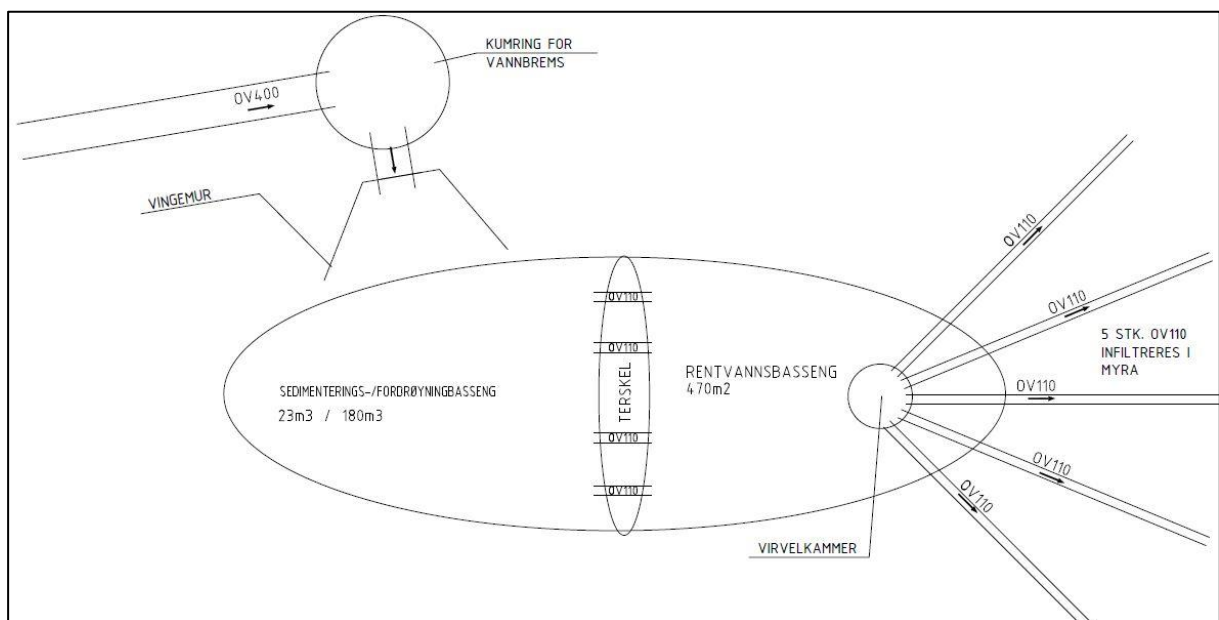 KUMRING FOR
VANNBREMS
OV400
VINGEMUR
OV110
OV110
OV110
5 STK. OV110
INFILTRERES I
MYRA
OV110
TERSKEL
RENTVANNSBASSENG
470m2
OV110
SEDIMENTERINGS-/FORDRØYNINGBASSENG
23m3 / 180m3
OV110
OV110
OV110
OV110
VIRVELKAMMER